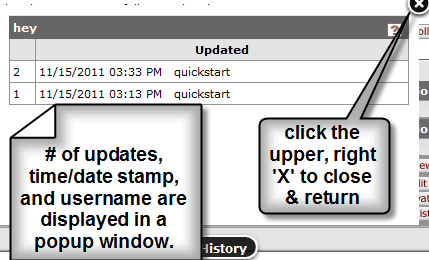 hey
?
Updated
2 11/15/2011 03:33 PM quickstart
1 11/15/2011 03:13 PM quickstart
# of updates,
time/date stamp,
and username are
displayed in a
popup window.
click the
upper, right
'X' to close
& return
History